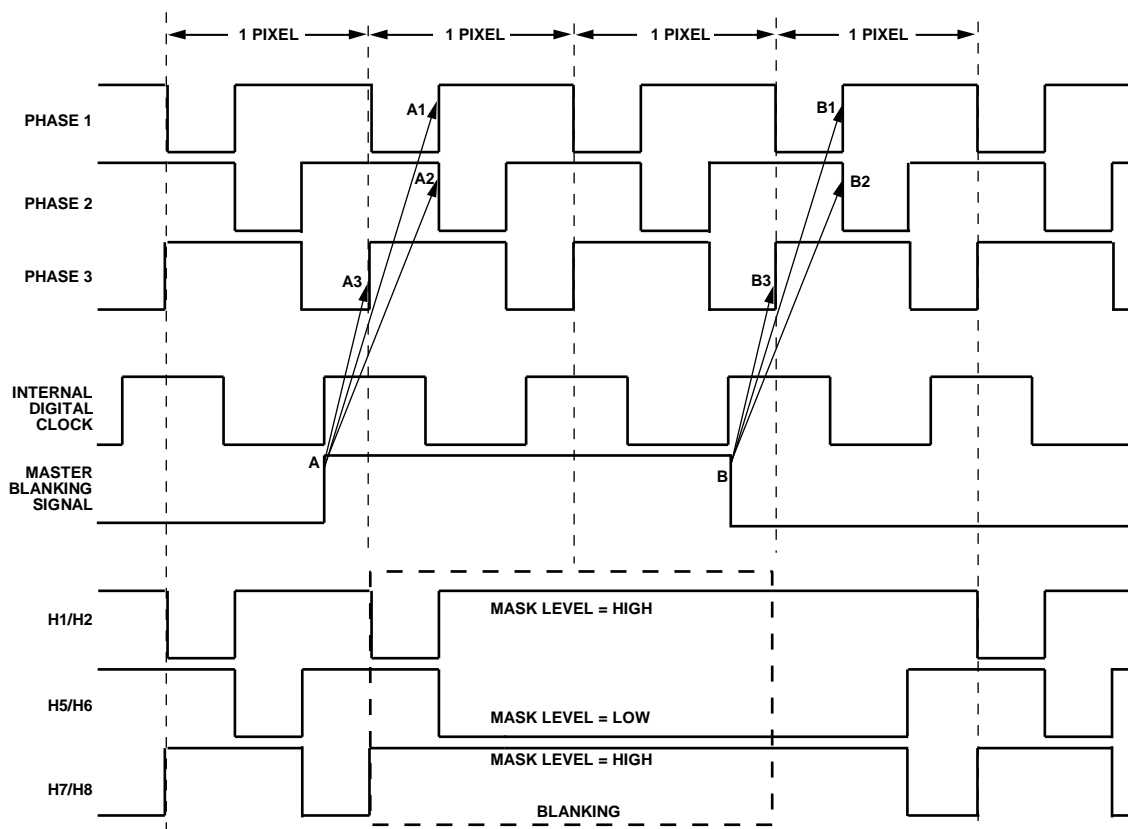 1 PIXEL 1 PIXEL 1 PIXEL 1 PIXEL
PHASE 1
A1
B1
PHASE 2
A2
B2
PHASE 3
A3
B3
INTERNAL
DIGITAL
CLOCK
MASTER
BLANKING
SIGNAL
A
B
H1/H2
MASK LEVEL = HIGH
H5/H6
MASK LEVEL = LOW
H7/H8
MASK LEVEL = HIGH
BLANKING